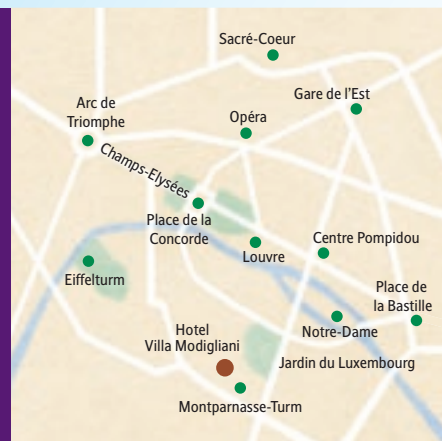 Sacré-Coeur
Gare de l'Est
Arc de
Triomphe
Opéra
Champs-Elysées
Place de la
Concorde
Centre Pompidou
Louvre
Eiffelturm
Place de
la Bastille
Notre-Dame
Hotel
Villa Modigliani
Jardin du Luxembourg
Montparnasse-Turm